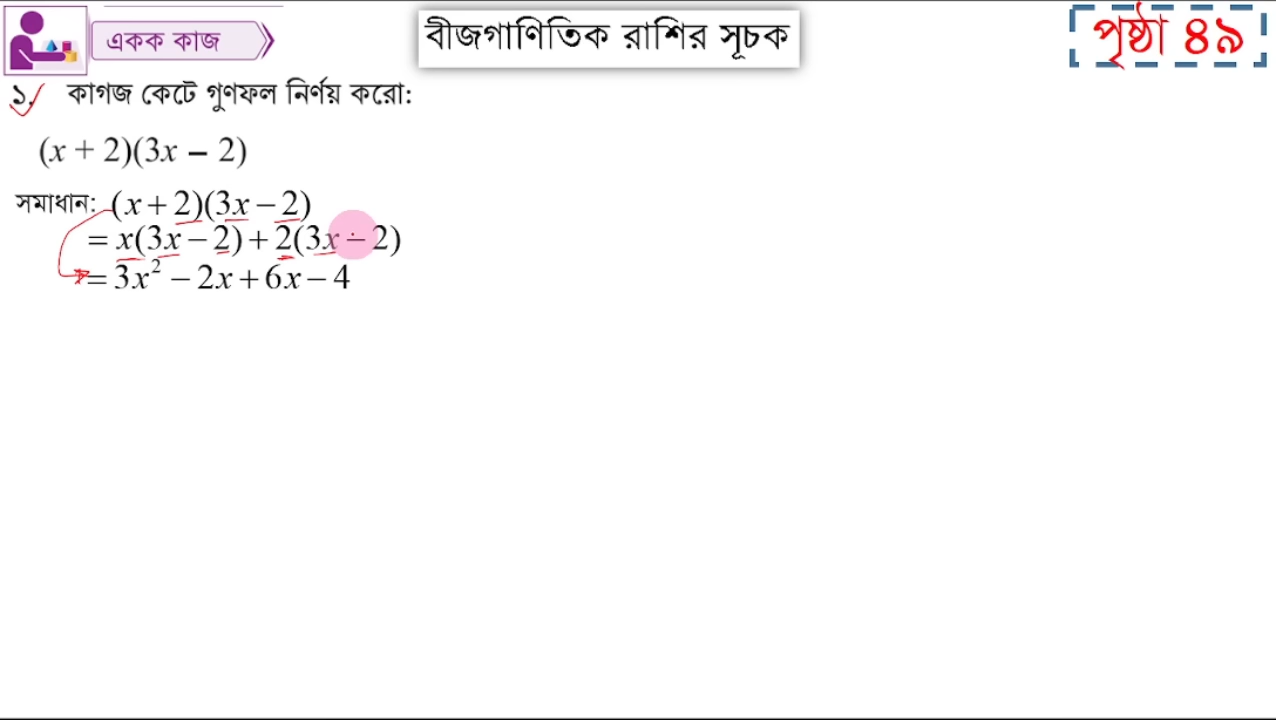 একক কাজ
বীজগাণিতিক রাশির সূচক
পৃষ্ঠা ৪৯
১. কাগজ কেটে গুণফল নির্ণয় করো:
(x + 2)(3x – 2)
সমাধান: (x + 2)(3x − 2)
= x(3x − 2) + 2(3x − 2)
= 3x² − 2x + 6x − 4